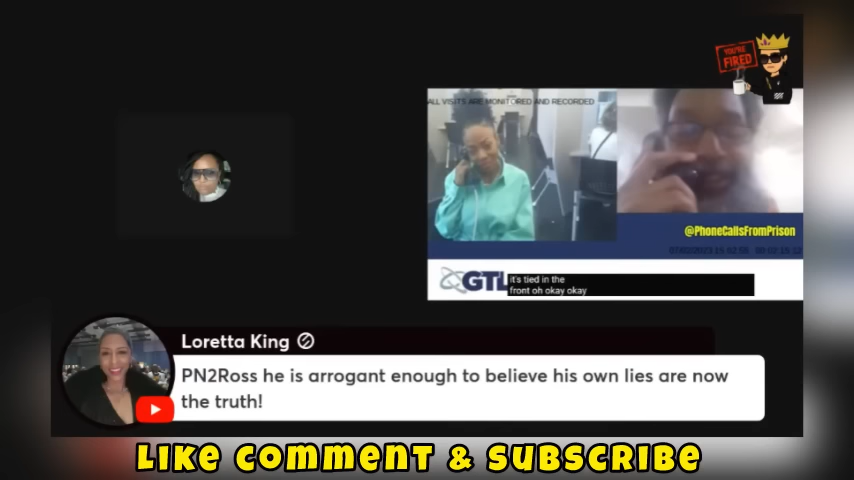 YOU'RE
FIRED
ALL VISITS ARE MONITORED AND RECORDED
@PhoneCallsFromPrison
GTL
it's tied in the
front oh okay okay
Loretta King
PN2Ross he is arrogant enough to believe his own lies are now
the truth!
LIKE COMMENT & SUBSCRIBE